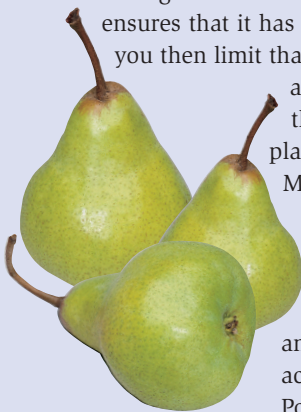 ensures that it has
you then limit tha
a
th
pla
M
an
ac
Po